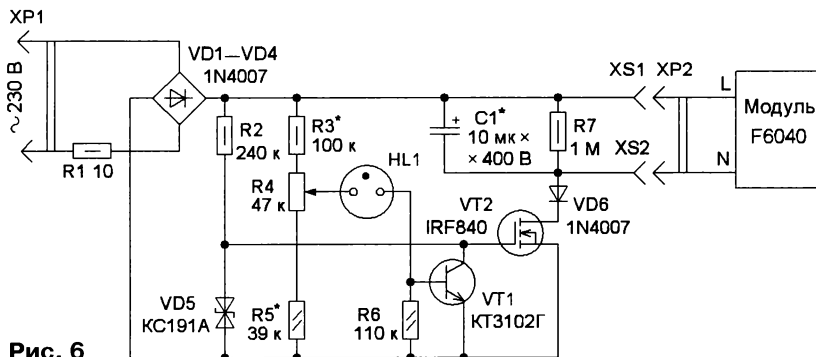 XP1
~230 В
R1 10
VD1—VD4
1N4007
R2
240 к
R3*
100 к
R4
47 к
HL1
C1*
10 мк ×
× 400 В
+
R7
1 М
XS1 XP2
XS2
L
N
Модуль
F6040
VT2
IRF840
VD6
1N4007
VD5
КС191А
R5*
39 к
R6
110 к
VT1
КТ3102Г
Рис. 6